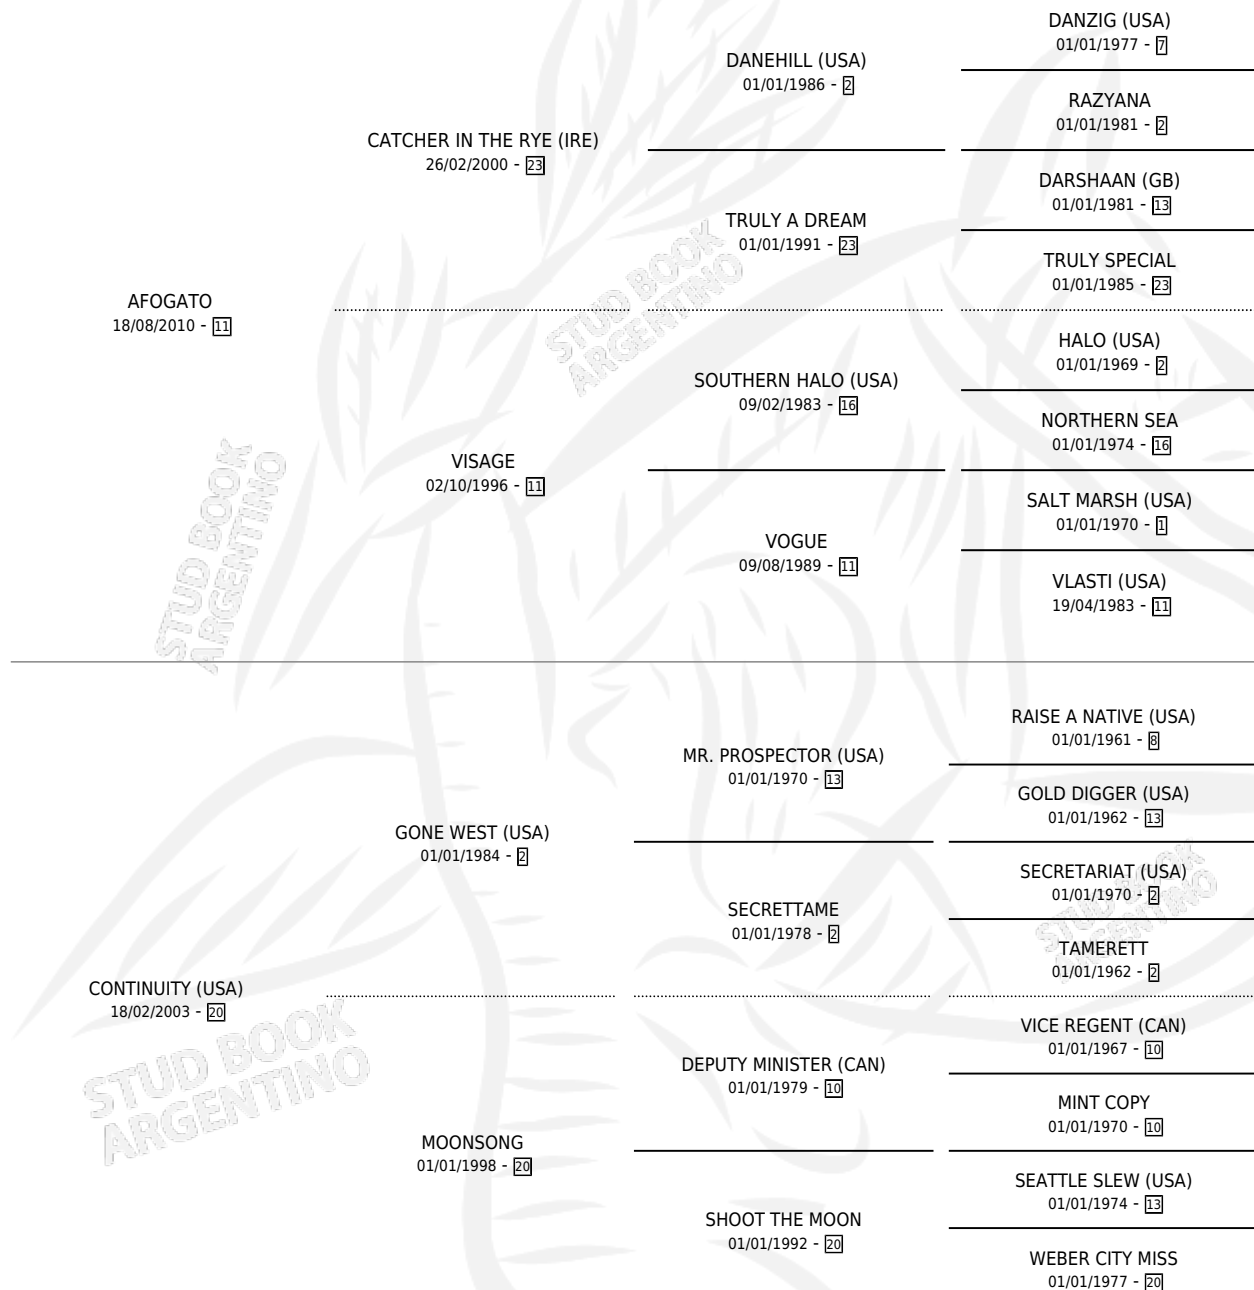 DANZIG (USA)
01/01/1977 - 7
DANEHILL (USA)
01/01/1986 - 2
RAZYANA
01/01/1981 - 2
CATCHER IN THE RYE (IRE)
26/02/2000 - 23
DARSHAAN (GB)
01/01/1981 - 13
TRULY A DREAM
01/01/1991 - 23
TRULY SPECIAL
01/01/1985 - 23
AFOGATO
18/08/2010 - 11
HALO (USA)
01/01/1969 - 2
SOUTHERN HALO (USA)
09/02/1983 - 16
NORTHERN SEA
01/01/1974 - 16
VISAGE
02/10/1996 - 11
SALT MARSH (USA)
01/01/1970 - 1
VOGUE
09/08/1989 - 11
VLASTI (USA)
19/04/1983 - 11
STUD BOOK
ARGENTINO
STUD BOOK
ARGENTINO
RAISE A NATIVE (USA)
01/01/1961 - 8
MR. PROSPECTOR (USA)
01/01/1970 - 13
GOLD DIGGER (USA)
01/01/1962 - 13
GONE WEST (USA)
01/01/1984 - 2
SECRETARIAT (USA)
01/01/1970 - 2
SECRETTAME
01/01/1978 - 2
TAMERETT
01/01/1962 - 2
STUD BOOK
ARGENTINO
CONTINUITY (USA)
18/02/2003 - 20
VICE REGENT (CAN)
01/01/1967 - 10
DEPUTY MINISTER (CAN)
01/01/1979 - 10
MINT COPY
01/01/1970 - 10
STUD BOOK
ARGENTINO
MOONSONG
01/01/1998 - 20
SEATTLE SLEW (USA)
01/01/1974 - 13
SHOOT THE MOON
01/01/1992 - 20
WEBER CITY MISS
01/01/1977 - 20